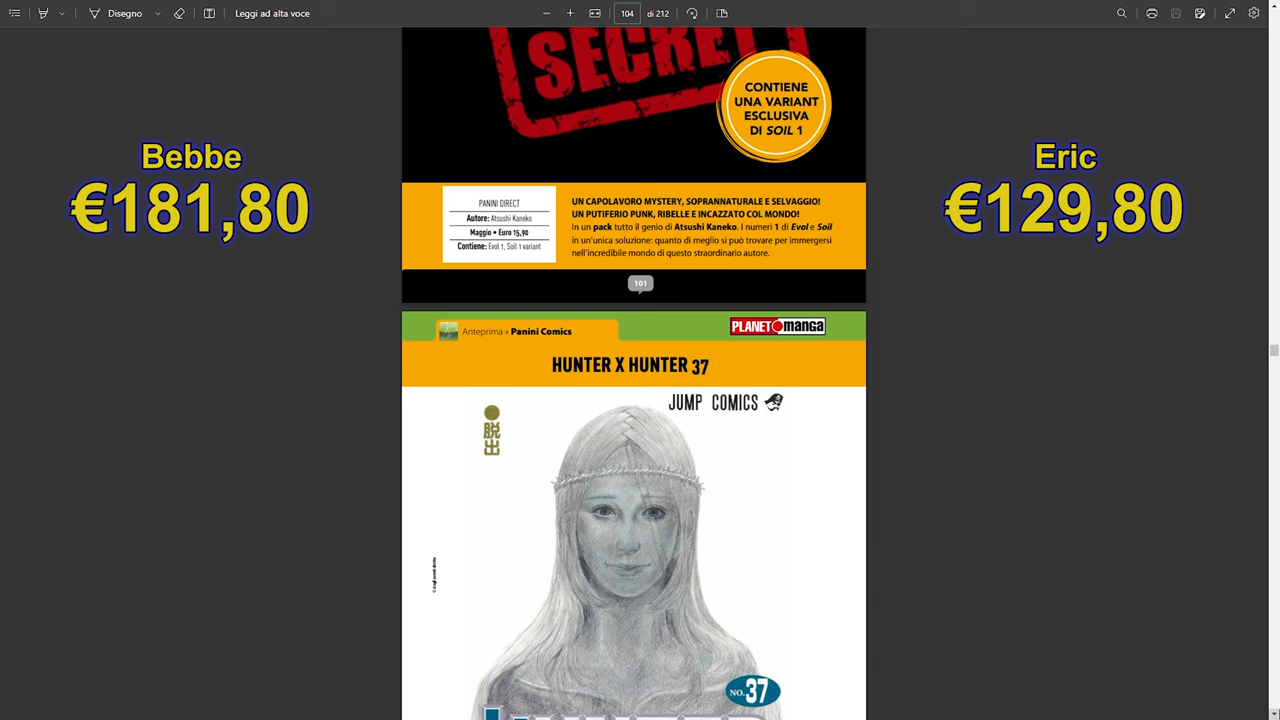 Disegno
Leggi ad alta voce
104 di 212
SECRET
CONTIENE
UNA VARIANT
ESCLUSIVA
DI SOIL 1
Bebbe
€181,80
Eric
€129,80
PANINI DIRECT
Autore: Atsushi Kaneko
Maggio • Euro 15,90
Contiene: Evol 1, Soil 1 variant
UN CAPOLAVORO MYSTERY, SOPRANNATURALE E SELVAGGIO!
UN PUTIFERIO PUNK, RIBELLE E INCAZZATO COL MONDO!
In un pack tutto il genio di Atsushi Kaneko. I numeri 1 di Evol e Soil
in un'unica soluzione: quanto di meglio si può trovare per immergersi
nell'incredibile mondo di questo straordinario autore.
101
Anteprima » Panini Comics
PLANET manga
HUNTER X HUNTER 37
JUMP COMICS
脱出
NO. 37